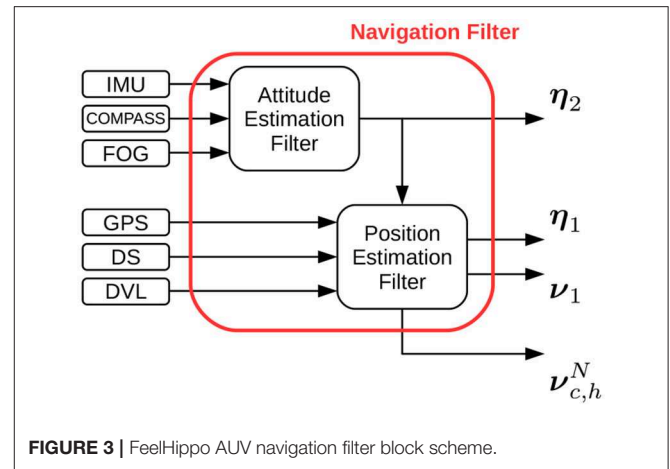 Navigation Filter
IMU
COMPASS
FOG
Attitude
Estimation
Filter
η₂
GPS
DS
DVL
Position
Estimation
Filter
η₁
ν₁
ν^N_{c,h}
FIGURE 3 | FeelHippo AUV navigation filter block scheme.